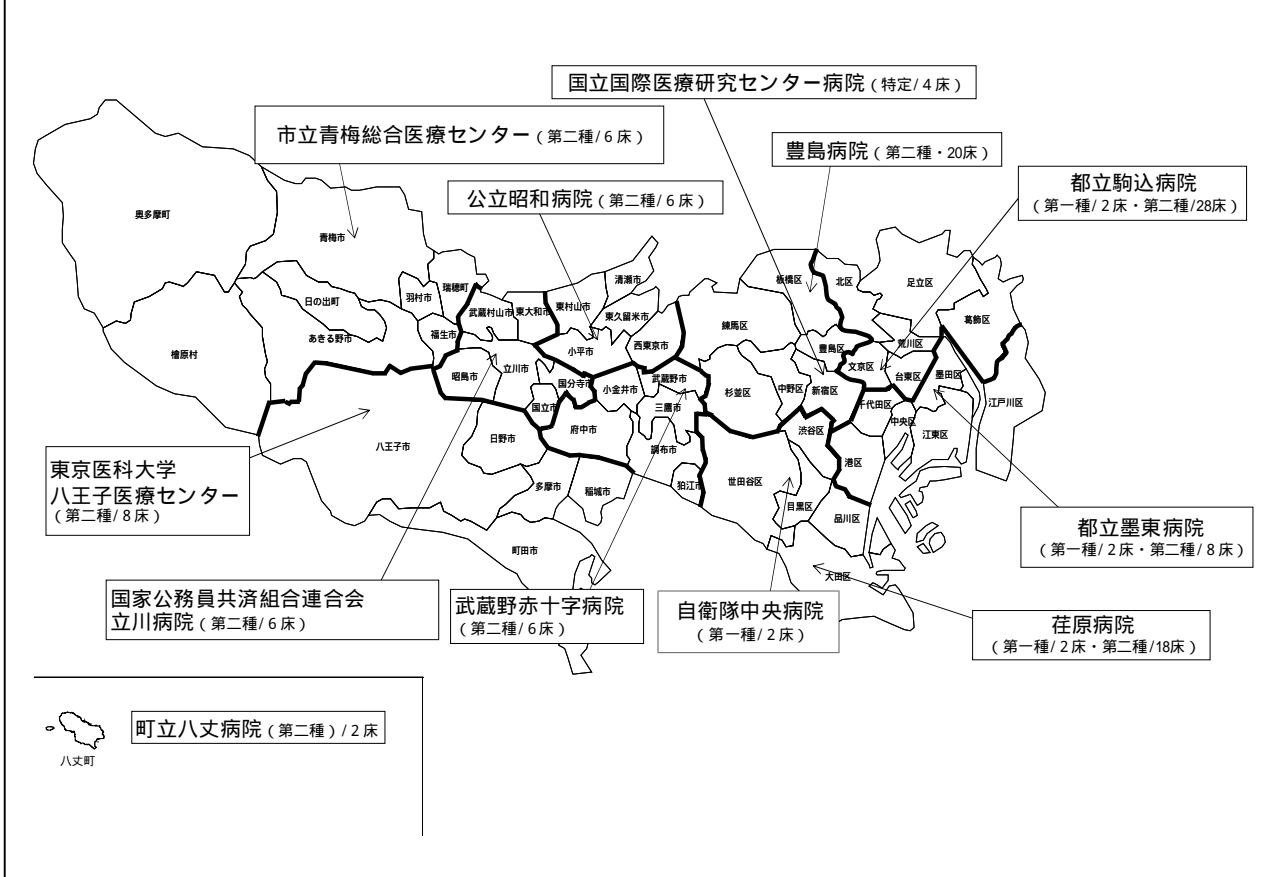 国立国際医療研究センター病院（特定/４床）
市立青梅総合医療センター（第二種/６床）
豊島病院（第二種・20床）
都立駒込病院
（第一種/２床・第二種/28床）
公立昭和病院（第二種/６床）
奥多摩町
青梅市
清瀬市
板橋区
北区
足立区
瑞穂町
羽村市
日の出町
武蔵村山市
東大和市
東村山市
東久留米市
練馬区
葛飾区
あきる野市
福生市
檜原村
小平市
西東京市
豊島区
荒川区
文京区
台東区
墨田区
昭島市
立川市
国分寺市
小金井市
武蔵野市
杉並区
中野区
新宿区
千代田区
江戸川区
国立市
三鷹市
中央区
八王子市
日野市
府中市
調布市
渋谷区
港区
江東区
狛江市
世田谷区
多摩市
稲城市
目黒区
品川区
町田市
大田区
東京医科大学
八王子医療センター
（第二種/８床）
都立墨東病院
（第一種/２床・第二種/８床）
国家公務員共済組合連合会
立川病院（第二種/６床）
武蔵野赤十字病院
（第二種/６床）
自衛隊中央病院
（第一種/２床）
荏原病院
（第一種/２床・第二種/18床）
町立八丈病院（第二種）/２床
八丈町